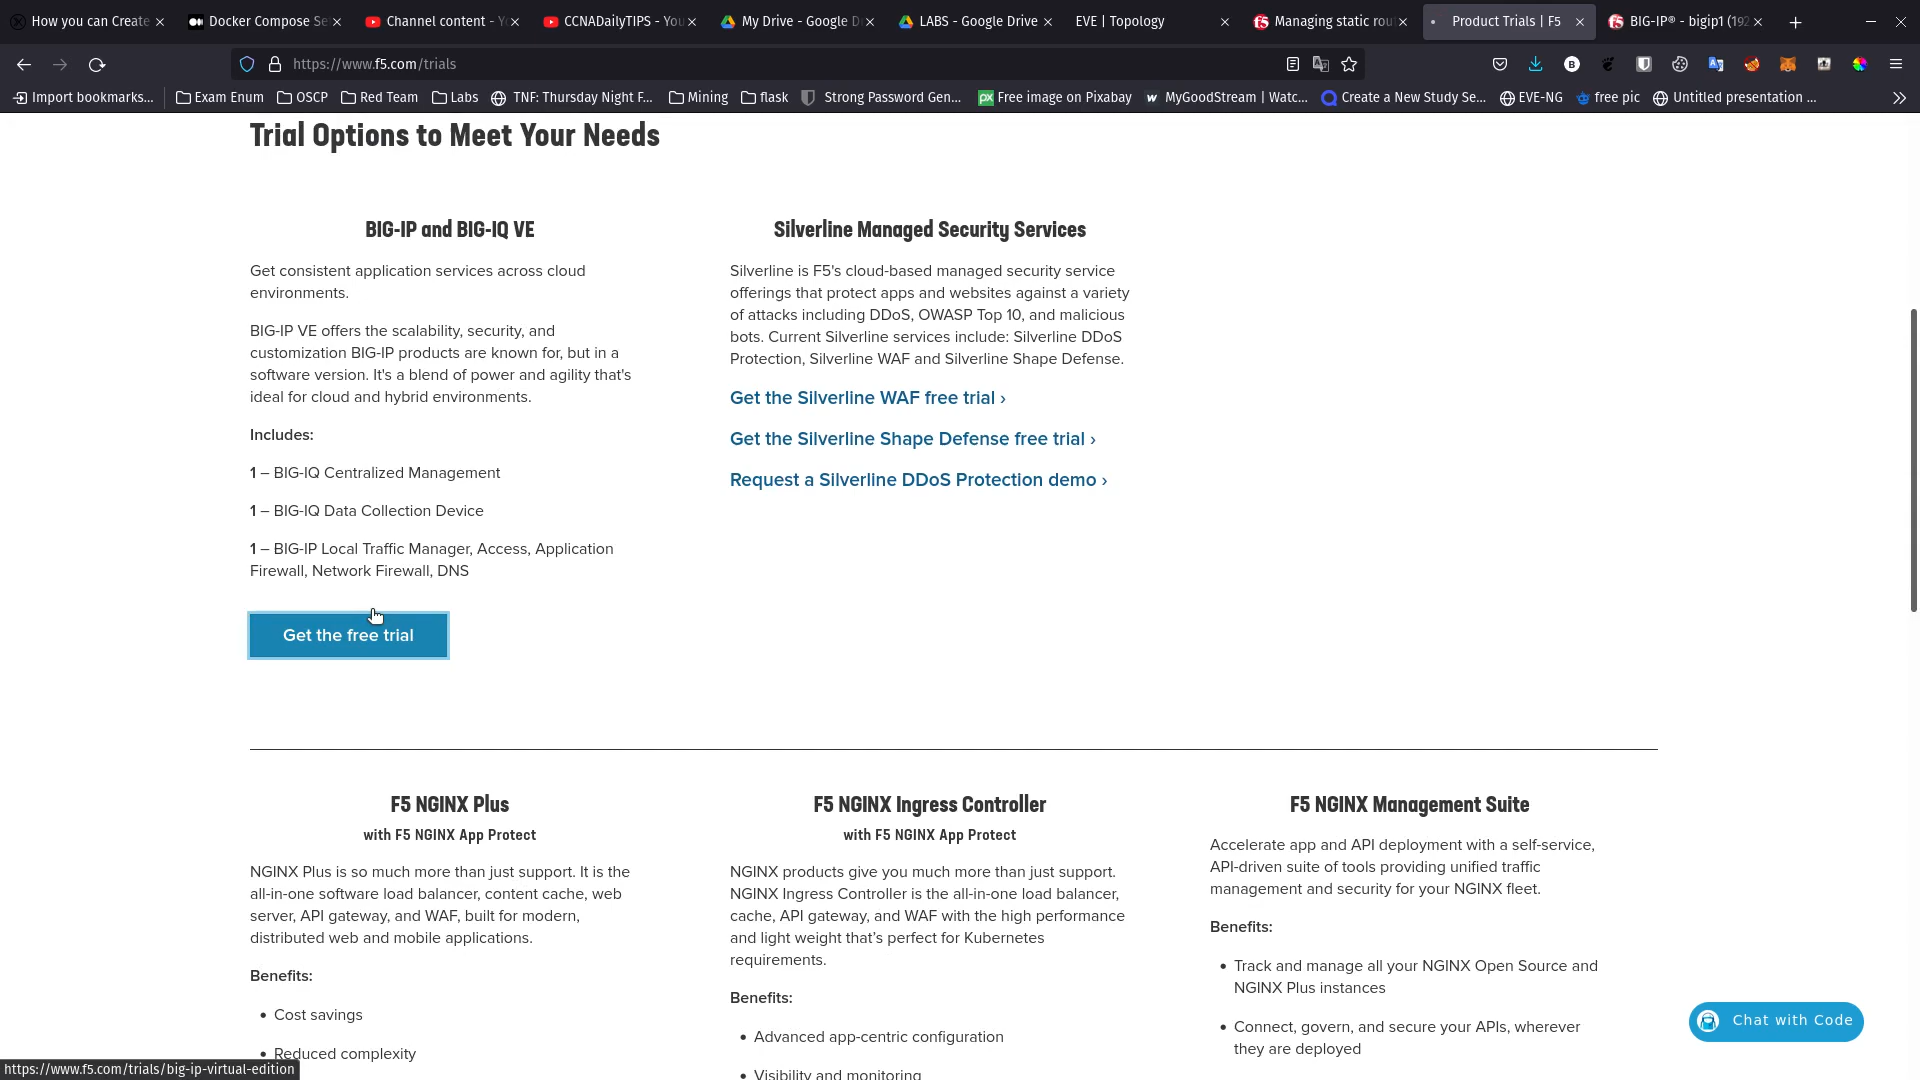 How you can Create
Docker Compose Se
Channel content - Y
CCNADailyTIPS - You
My Drive - Google D
LABS - Google Drive
EVE | Topology
Managing static rou
Product Trials | F5
BIG-IP® - bigip1 (192
https://www.f5.com/trials
Import bookmarks...
Exam Enum
OSCP
Red Team
Labs
TNF: Thursday Night F...
Mining
flask
Strong Password Gen...
Free image on Pixabay
MyGoodStream | Watc...
Create a New Study Se...
EVE-NG
free pic
Untitled presentation ...
Trial Options to Meet Your Needs
BIG-IP and BIG-IQ VE
Get consistent application services across cloud
environments.
BIG-IP VE offers the scalability, security, and
customization BIG-IP products are known for, but in a
software version. It's a blend of power and agility that's
ideal for cloud and hybrid environments.
Includes:
1 – BIG-IQ Centralized Management
1 – BIG-IQ Data Collection Device
1 – BIG-IP Local Traffic Manager, Access, Application
Firewall, Network Firewall, DNS
Get the free trial
Silverline Managed Security Services
Silverline is F5's cloud-based managed security service
offerings that protect apps and websites against a variety
of attacks including DDoS, OWASP Top 10, and malicious
bots. Current Silverline services include: Silverline DDoS
Protection, Silverline WAF and Silverline Shape Defense.
Get the Silverline WAF free trial ›
Get the Silverline Shape Defense free trial ›
Request a Silverline DDoS Protection demo ›
F5 NGINX Plus
with F5 NGINX App Protect
NGINX Plus is so much more than just support. It is the
all-in-one software load balancer, content cache, web
server, API gateway, and WAF, built for modern,
distributed web and mobile applications.
Benefits:
• Cost savings
• Reduced complexity
F5 NGINX Ingress Controller
with F5 NGINX App Protect
NGINX products give you much more than just support.
NGINX Ingress Controller is the all-in-one load balancer,
cache, API gateway, and WAF with the high performance
and light weight that’s perfect for Kubernetes
requirements.
Benefits:
• Advanced app-centric configuration
• Visibility and monitoring
F5 NGINX Management Suite
Accelerate app and API deployment with a self-service,
API-driven suite of tools providing unified traffic
management and security for your NGINX fleet.
Benefits:
• Track and manage all your NGINX Open Source and
NGINX Plus instances
• Connect, govern, and secure your APIs, wherever
they are deployed
Chat with Code
https://www.f5.com/trials/big-ip-virtual-edition